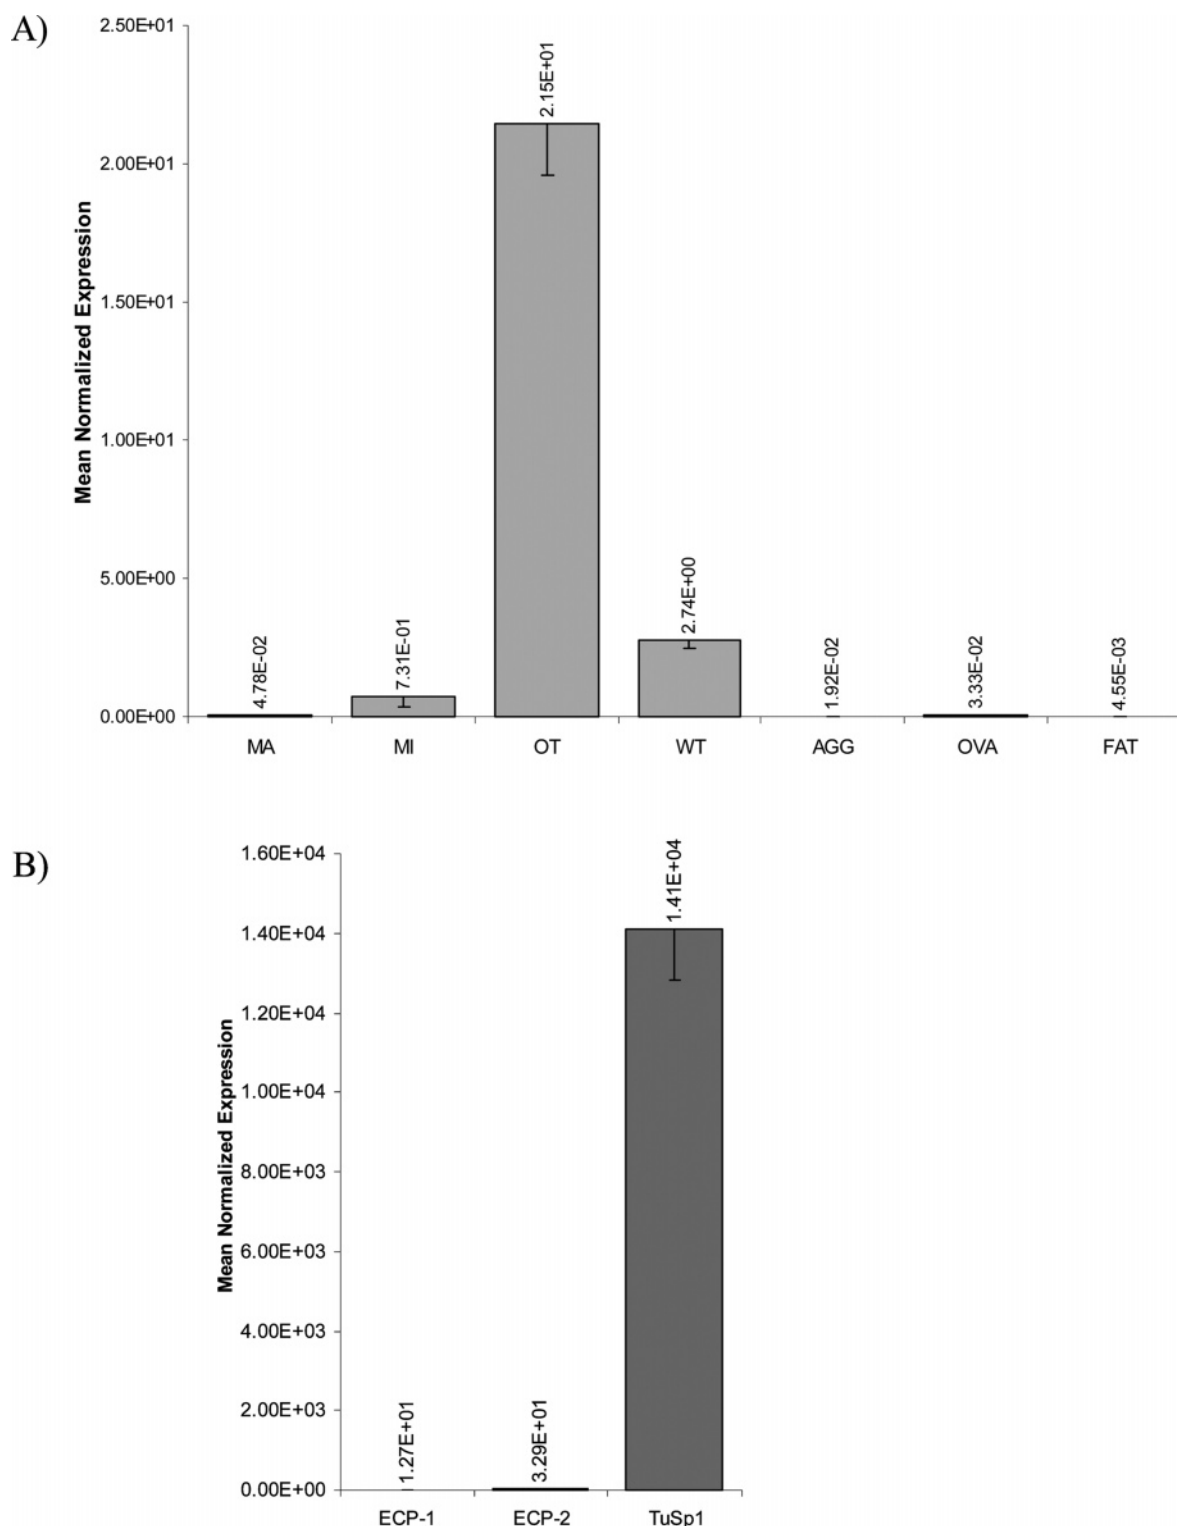 A)
Mean Normalized Expression
2.50E+01
2.00E+01
1.50E+01
1.00E+01
5.00E+00
0.00E+00
4.78E-02
7.31E-01
2.15E+01
2.74E+00
1.92E-02
3.33E-02
4.55E-03
MA MI OT WT AGG OVA FAT
B)
Mean Normalized Expression
1.60E+04
1.40E+04
1.20E+04
1.00E+04
8.00E+03
6.00E+03
4.00E+03
2.00E+03
0.00E+00
1.27E+01
3.29E+01
1.41E+04
ECP-1 ECP-2 TuSp1